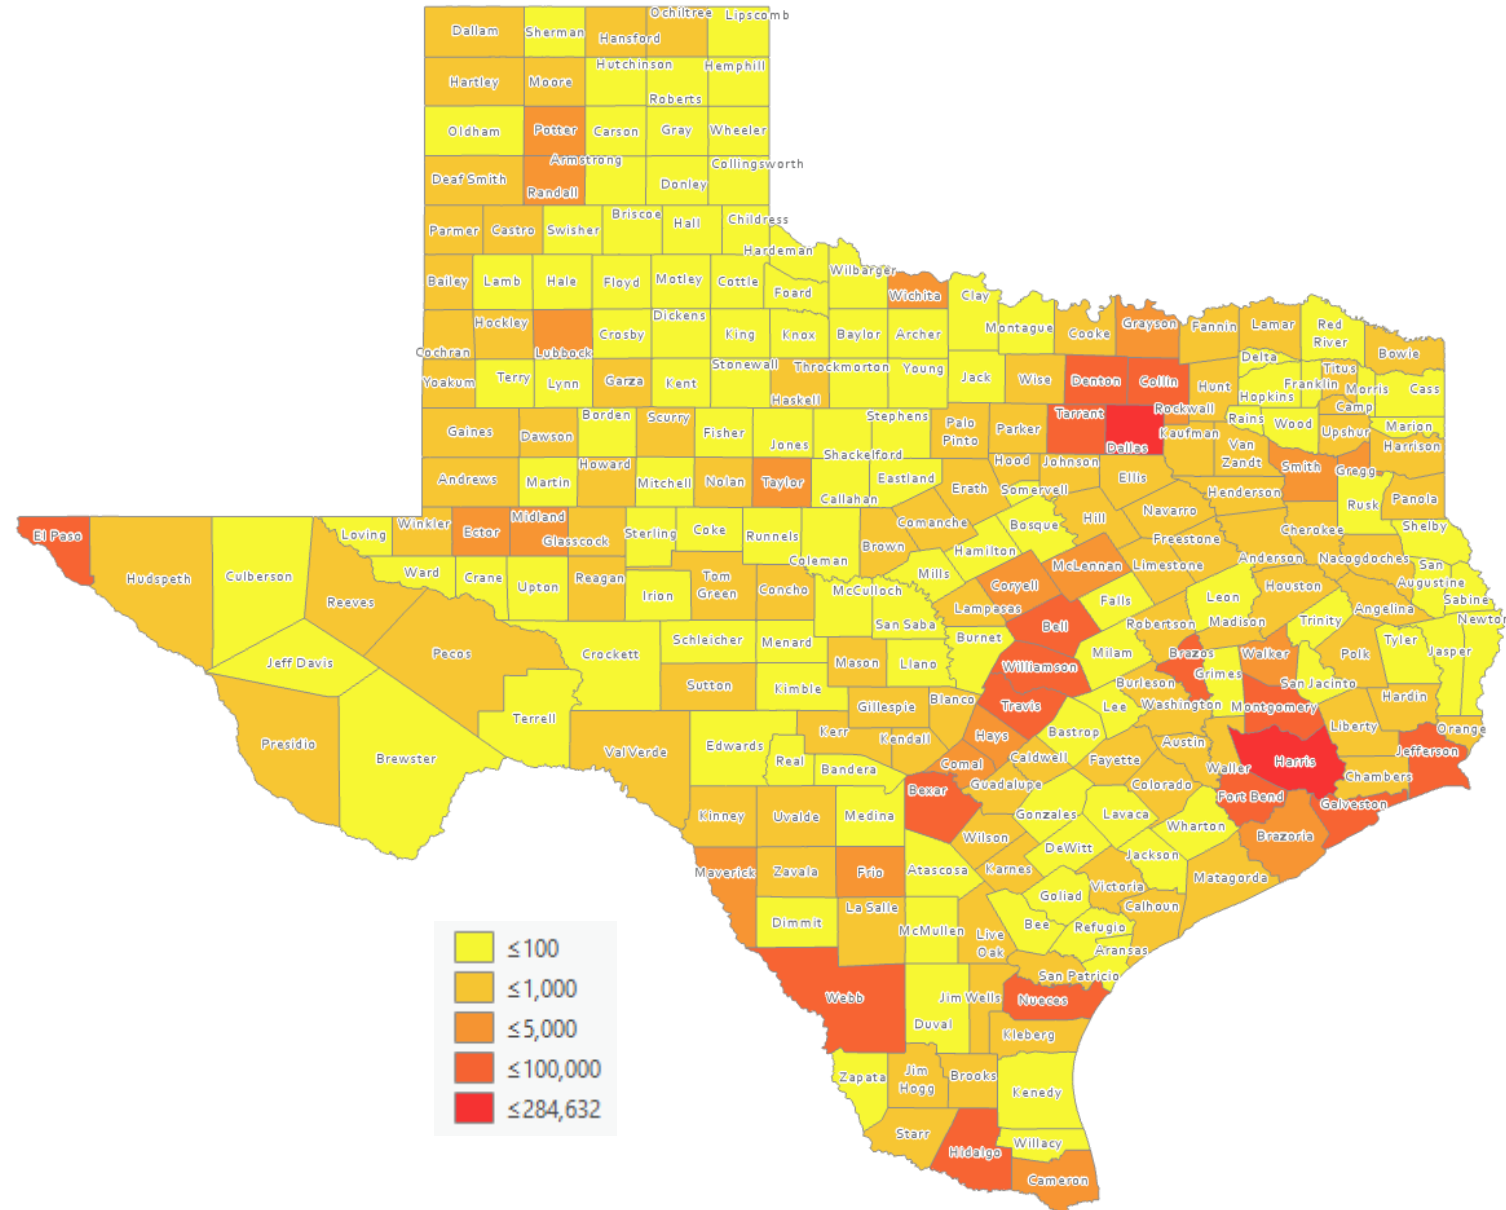 Dallam
Sherman
Hansford
Ochiltree
Lipscomb
Hartley
Moore
Hutchinson
Roberts
Hemphill
Oldham
Potter
Carson
Gray
Wheeler
Deaf Smith
Randall
Armstrong
Donley
Collingsworth
Parmer
Castro
Swisher
Briscoe
Hall
Childress
Hardeman
Bailey
Lamb
Hale
Floyd
Motley
Cottle
Foard
Wilbarger
Wichita
Clay
Cochran
Hockley
Lubbock
Crosby
Dickens
King
Knox
Baylor
Archer
Montague
Cooke
Grayson
Fannin
Lamar
Red
River
Bowie
Yoakum
Terry
Lynn
Garza
Kent
Stonewall
Haskell
Throckmorton
Young
Jack
Wise
Denton
Collin
Hunt
Delta
Hopkins
Franklin
Titus
Morris
Cass
Gaines
Dawson
Borden
Scurry
Fisher
Jones
Shackelford
Stephens
Palo
Pinto
Parker
Tarrant
Dallas
Rockwall
Kaufman
Rains
Wood
Camp
Upshur
Marion
Harrison
Van
Zandt
Andrews
Martin
Howard
Mitchell
Nolan
Taylor
Callahan
Eastland
Erath
Hood
Somervell
Johnson
Ellis
Henderson
Smith
Gregg
Rusk
Panola
El Paso
Hudspeth
Culberson
Loving
Winkler
Ector
Midland
Glasscock
Sterling
Coke
Runnels
Coleman
Brown
Comanche
Hamilton
Bosque
Hill
Navarro
Freestone
Anderson
Cherokee
Nacogdoches
Shelby
Reeves
Ward
Crane
Upton
Reagan
Irion
Tom
Green
Concho
McCulloch
San Saba
Mills
Lampasas
Coryell
McLennan
Limestone
Falls
Leon
Houston
Angelina
San
Augustine
Sabine
Newton
Jeff Davis
Pecos
Crockett
Schleicher
Menard
Mason
Llano
Burnet
Bell
Milam
Robertson
Madison
Trinity
Polk
Tyler
Jasper
Presidio
Brewster
Terrell
Sutton
Kimble
Gillespie
Blanco
Williamson
Travis
Lee
Burleson
Brazos
Grimes
Walker
San Jacinto
Washington
Montgomery
Liberty
Hardin
Orange
Jefferson
Val Verde
Edwards
Real
Kerr
Bandera
Kendall
Hays
Comal
Caldwell
Bastrop
Fayette
Austin
Waller
Harris
Chambers
Kinney
Uvalde
Medina
Bexar
Guadalupe
Gonzales
Lavaca
Colorado
Wharton
Fort Bend
Brazoria
Galveston
Maverick
Zavala
Frio
Atascosa
Wilson
Karnes
DeWitt
Jackson
Matagorda
Victoria
Goliad
Calhoun
Dimmit
La Salle
McMullen
Live
Oak
Bee
Refugio
Aransas
San Patricio
Webb
Duval
Jim Wells
Nueces
Kleberg
Zapata
Jim
Hogg
Brooks
Kenedy
Starr
Hidalgo
Willacy
Cameron
≤100
≤1,000
≤5,000
≤100,000
≤284,632